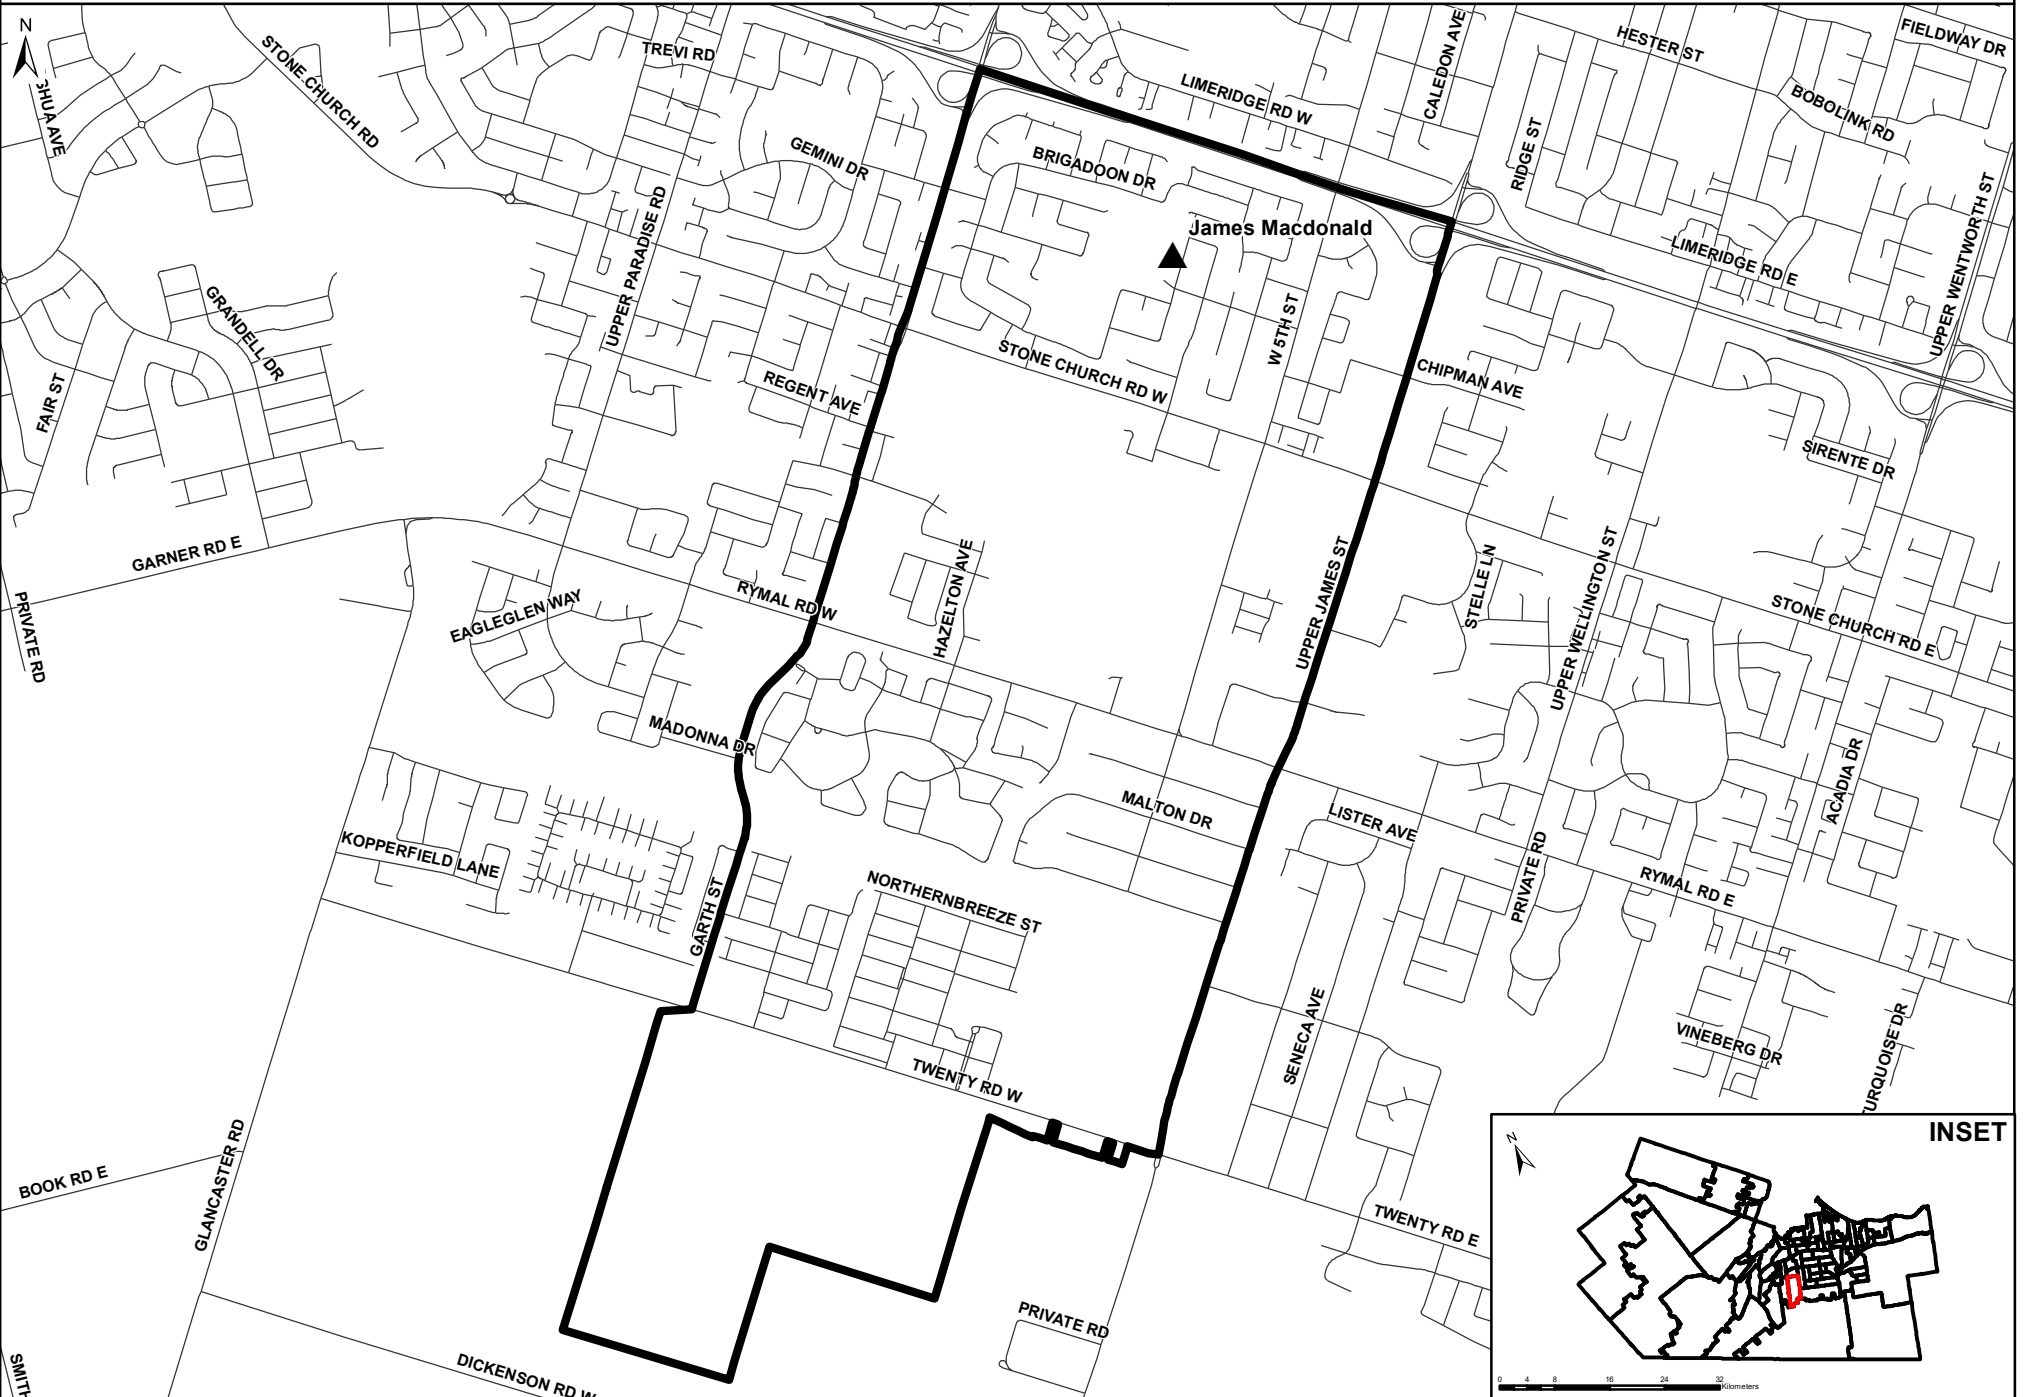 N
TREVI RD
STONE CHURCH RD
CALEDON AVE
HESTER ST
FIELDWAY DR
LIMERIDGE RD W
BOBOLINK RD
SHUA AVE
GEMINI DR
BRIGADOON DR
RIDGE ST
James Macdonald
UPPER PARADISE RD
UPPER WENTWORTH ST
LIMERIDGE RD E
GRANDELL DR
W 5TH ST
STONE CHURCH RD W
CHIPMAN AVE
REGENT AVE
FAIR ST
SIRENTE DR
GARNER RD E
HAZELTON AVE
UPPER JAMES ST
STELLE LN
UPPER WELLINGTON ST
RYMAL RD W
EAGLEGLEN WAY
STONE CHURCH RD E
PRIVATE RD
MADONNA DR
ACADIA DR
MALTON DR
LISTER AVE
KOPPERFIELD LANE
PRIVATE RD
RYMAL RD E
GARTH ST
NORTHERNBREEZE ST
SENECA AVE
VINEBERG DR
TURQUOISE DR
TWENTY RD W
INSET
N
BOOK RD E
GLANCASTER RD
TWENTY RD E
PRIVATE RD
SMITH
DICKENSON RD W
0 4 8 16 24 32
Kilometers